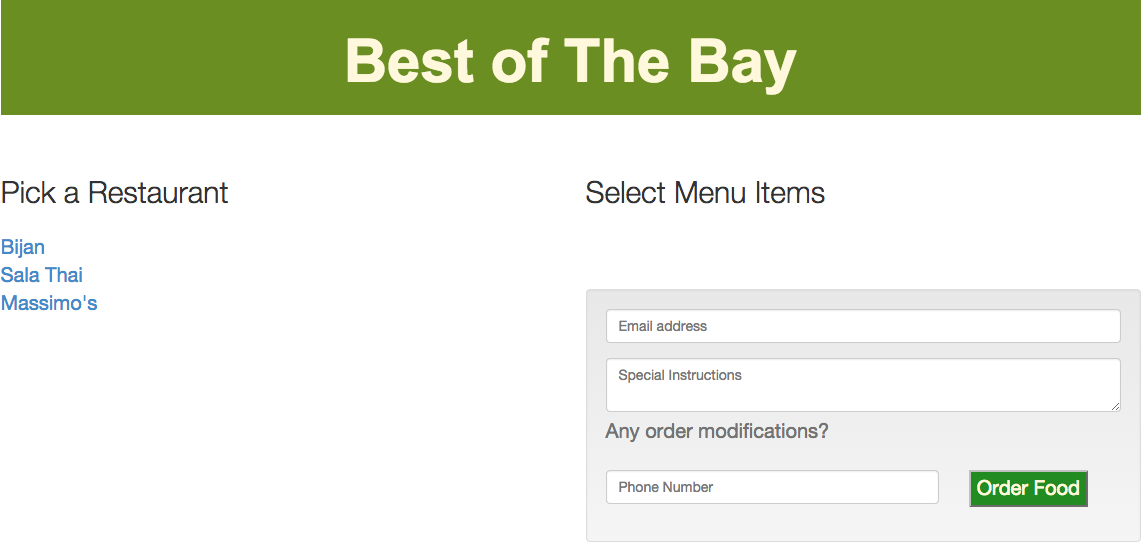 Best of The Bay
Pick a Restaurant
Bijan
Sala Thai
Massimo's
Select Menu Items
Email address
Special Instructions
Any order modifications?
Phone Number
Order Food